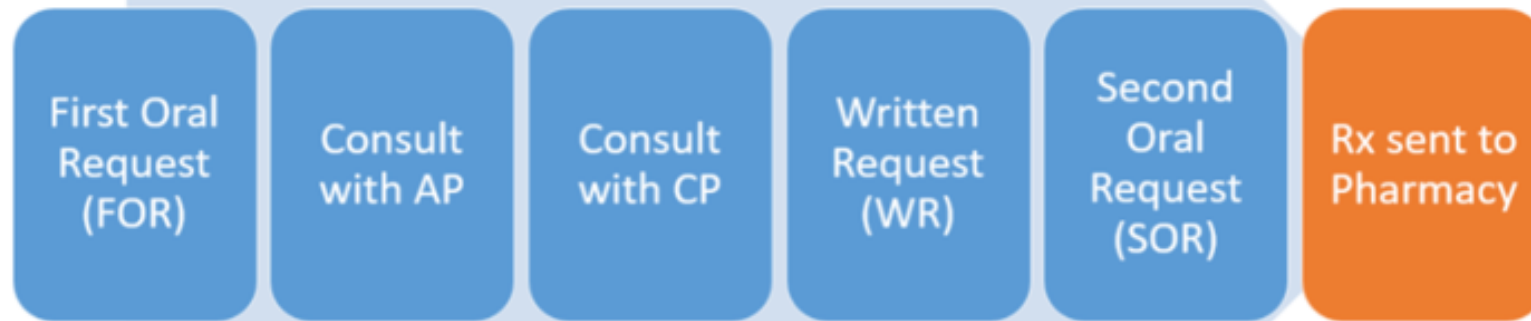 First Oral
Request
(FOR)
Consult
with AP
Consult
with CP
Written
Request
(WR)
Second
Oral
Request
(SOR)
Rx sent to
Pharmacy